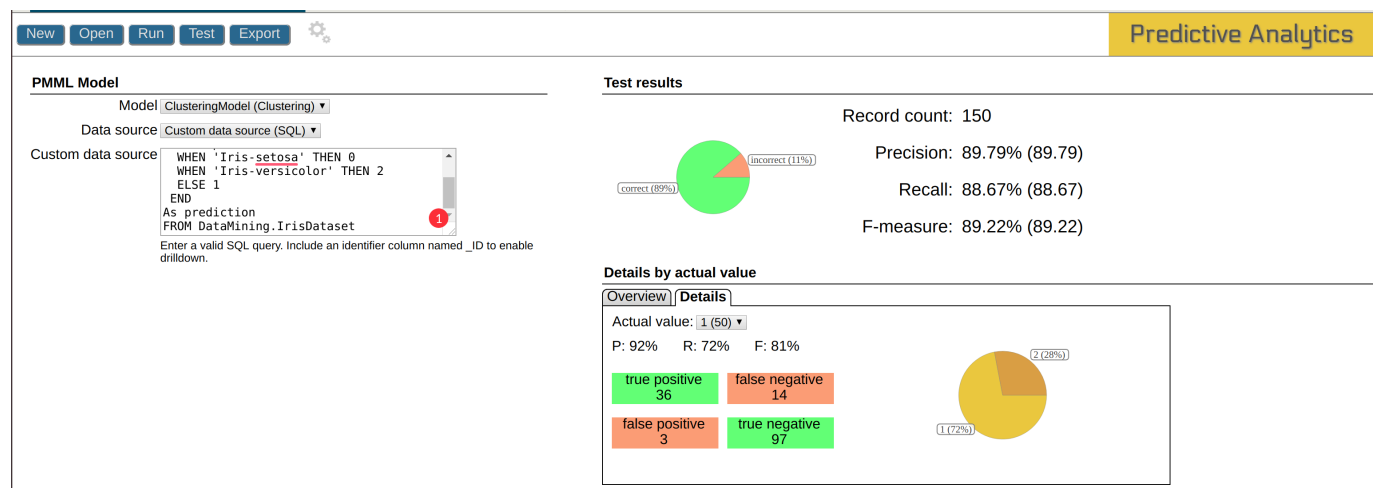 New Open Run Test Export
Predictive Analytics
PMML Model
Model ClusteringModel (Clustering) ▼
Data source Custom data source (SQL) ▼
Custom data source
WHEN 'Iris-setosa' THEN 0
WHEN 'Iris-versicolor' THEN 2
ELSE 1
END
As prediction
FROM DataMining.IrisDataset
1
Enter a valid SQL query. Include an identifier column named _ID to enable
drilldown.
Test results
correct (89%)
incorrect (11%)
Record count: 150
Precision: 89.79% (89.79)
Recall: 88.67% (88.67)
F-measure: 89.22% (89.22)
Details by actual value
Overview Details
Actual value: 1 (50) ▼
P: 92% R: 72% F: 81%
true positive
36
false negative
14
false positive
3
true negative
97
2 (28%)
1 (72%)